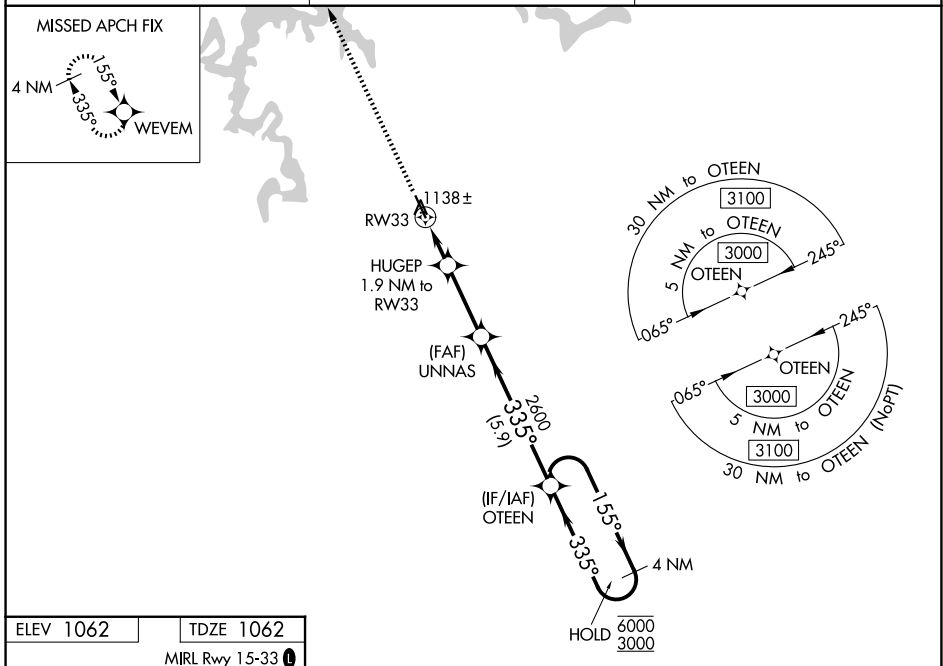 MISSED APCH FIX
4 NM
155°
335°
WEVEM
1138±
RW33
HUGEP
1.9 NM to
RW33
(FAF)
UNNAS
2600
335°
(5.9)
(IF/IAF)
OTEEN
155°
335°
4 NM
HOLD
6000
3000
30 NM to OTEEN
3100
5 NM to OTEEN
3000
OTEEN
245°
065°
245°
065°
OTEEN
3000
5 NM to OTEEN
3100
30 NM to OTEEN (NoPT)
ELEV 1062
TDZE 1062
MIRL Rwy 15-33 L